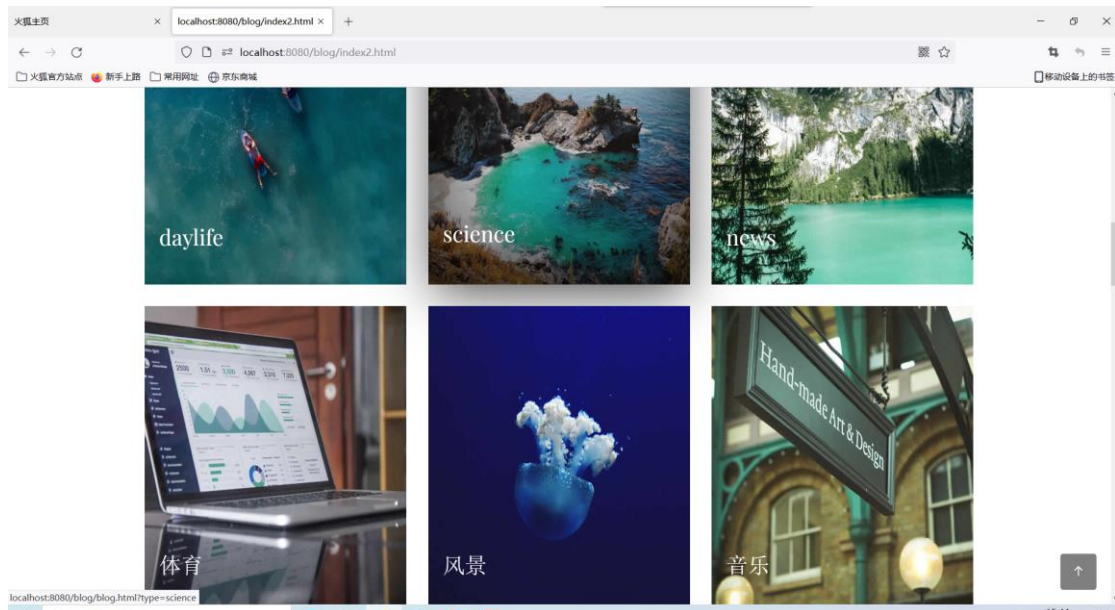 火狐主页
localhost:8080/blog/index2.html
localhost:8080/blog/index2.html
火狐官方站点 新手上路 常用网址 京东商城 移动设备上的书签
daylife
science
news
Hand-made Art & Design
体育
风景
音乐
localhost:8080/blog/blog.html?type=science